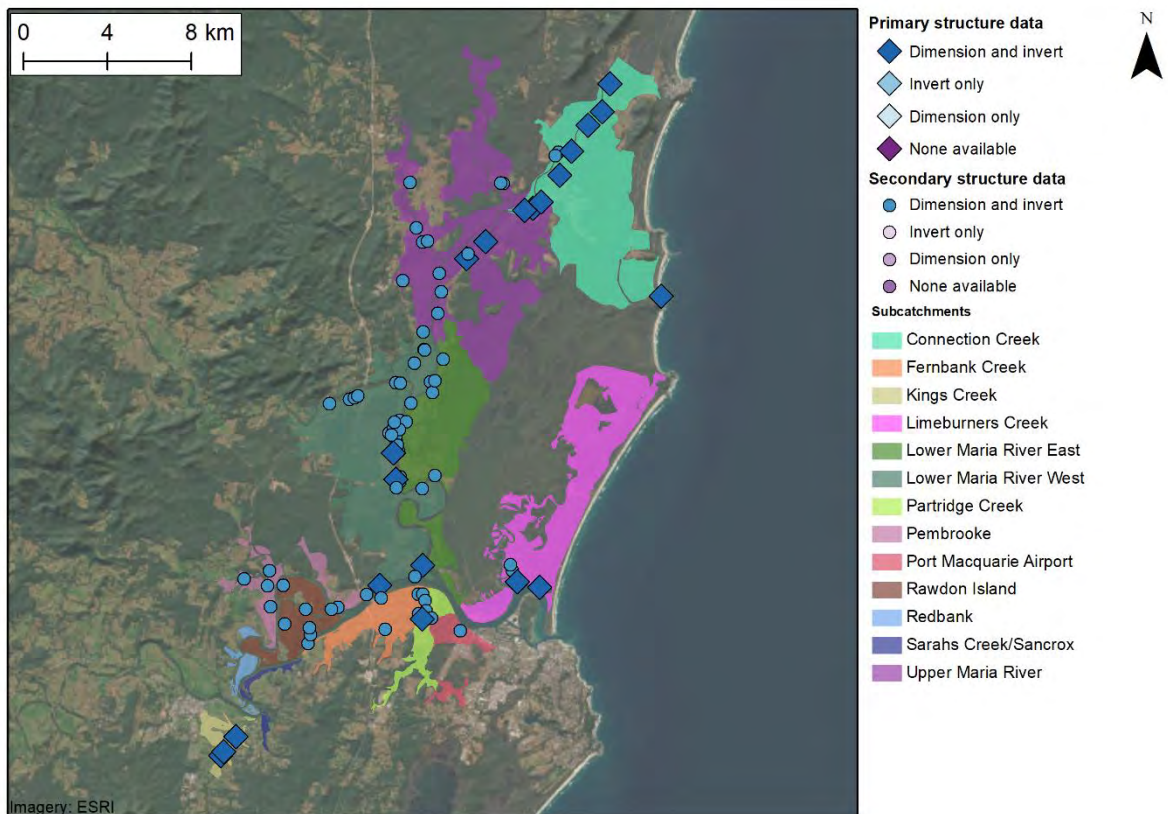 0 4 8 km
Imagery: ESRI
Primary structure data
Dimension and invert
Invert only
Dimension only
None available
Secondary structure data
Dimension and invert
Invert only
Dimension only
None available
Subcatchments
Connection Creek
Fernbank Creek
Kings Creek
Limeburners Creek
Lower Maria River East
Lower Maria River West
Partridge Creek
Pembrooke
Port Macquarie Airport
Rawdon Island
Redbank
Sarahs Creek/Sancrox
Upper Maria River
N